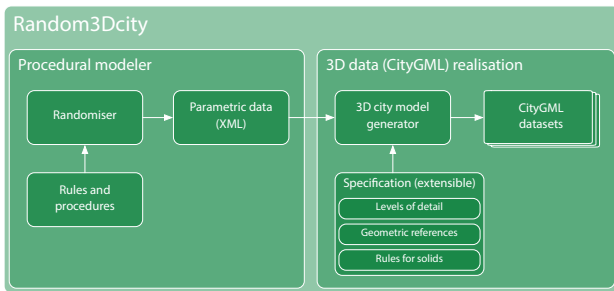 Random3Dcity
Procedural modeler
Randomiser
Parametric data
(XML)
Rules and
procedures
3D data (CityGML) realisation
3D city model
generator
CityGML
datasets
Specification (extensible)
Levels of detail
Geometric references
Rules for solids